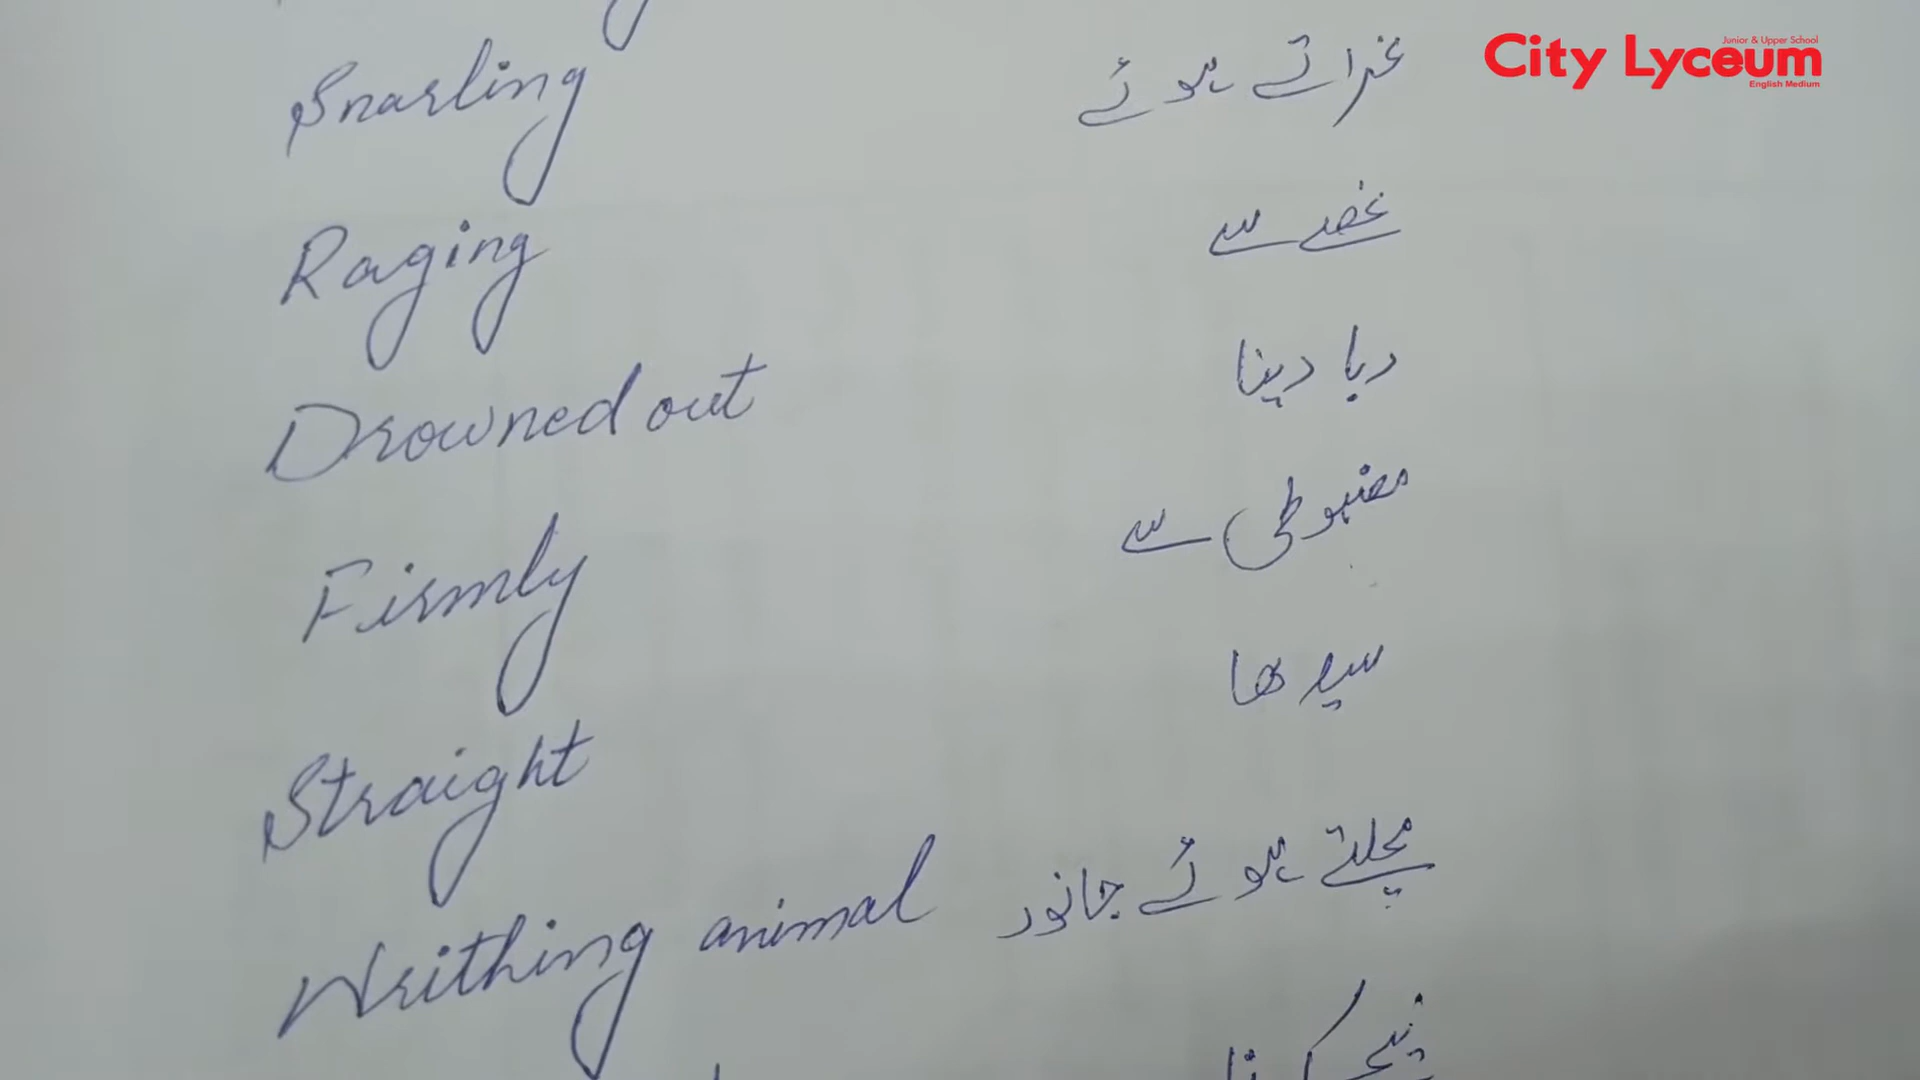 Junior & Upper School
City Lyceum
English Medium
Snarling غراتے ہوئے
Raging غصے سے
Drowned out دبا دینا
Firmly مضبوطی سے
Straight سیدھا
Writhing animal مچلتے ہوئے جانور